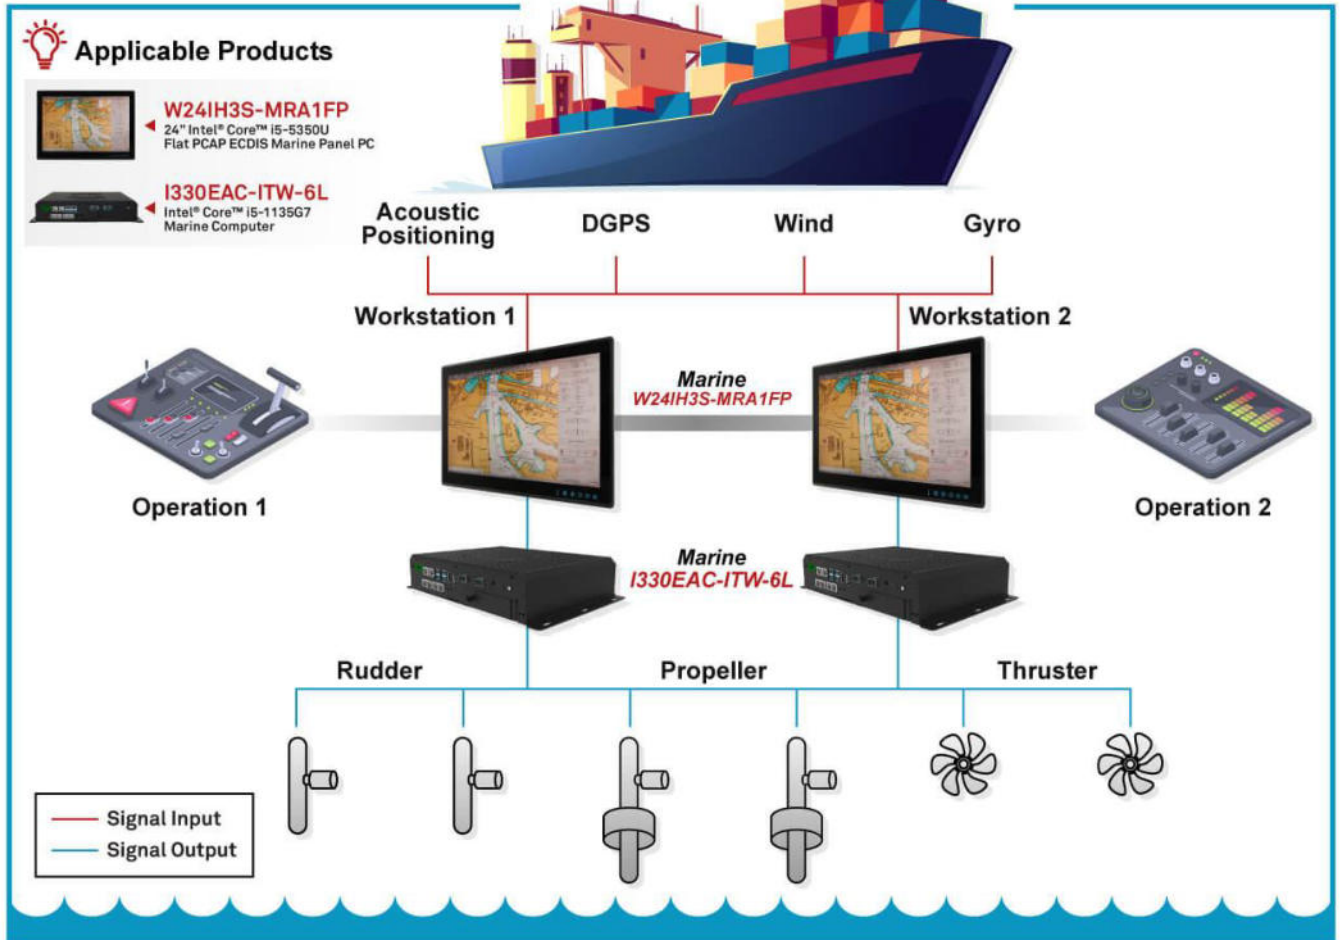 Applicable Products
W24IH3S-MRA1FP
24" Intel® Core™ i5-5350U
Flat PCAP ECDIS Marine Panel PC
I330EAC-ITW-6L
Intel® Core™ i5-1135G7
Marine Computer
Acoustic
Positioning
DGPS
Wind
Gyro
Workstation 1
Workstation 2
Marine
W24IH3S-MRA1FP
Operation 1
Operation 2
Marine
I330EAC-ITW-6L
Rudder
Propeller
Thruster
Signal Input
Signal Output